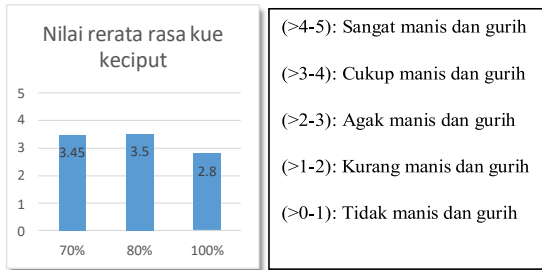 Nilai rerata rasa kue
keciput
5
4
3
2
1
0
3.45
3.5
2.8
70%
80%
100%
(>4-5): Sangat manis dan gurih
(>3-4): Cukup manis dan gurih
(>2-3): Agak manis dan gurih
(>1-2): Kurang manis dan gurih
(>0-1): Tidak manis dan gurih